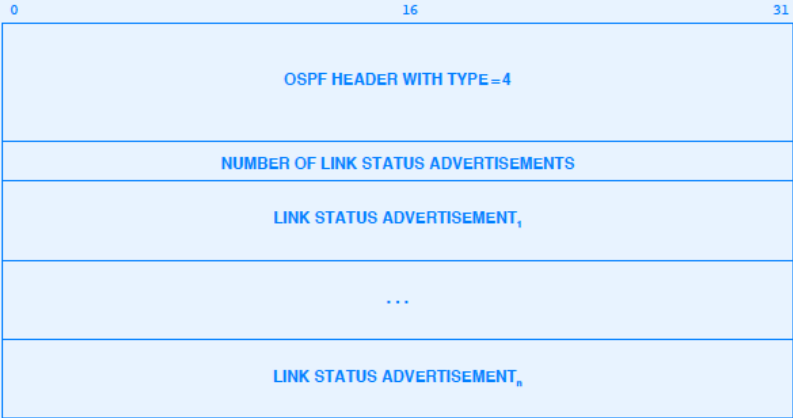 0 16 31
OSPF HEADER WITH TYPE = 4
NUMBER OF LINK STATUS ADVERTISEMENTS
LINK STATUS ADVERTISEMENT₁
. . .
LINK STATUS ADVERTISEMENTₙ